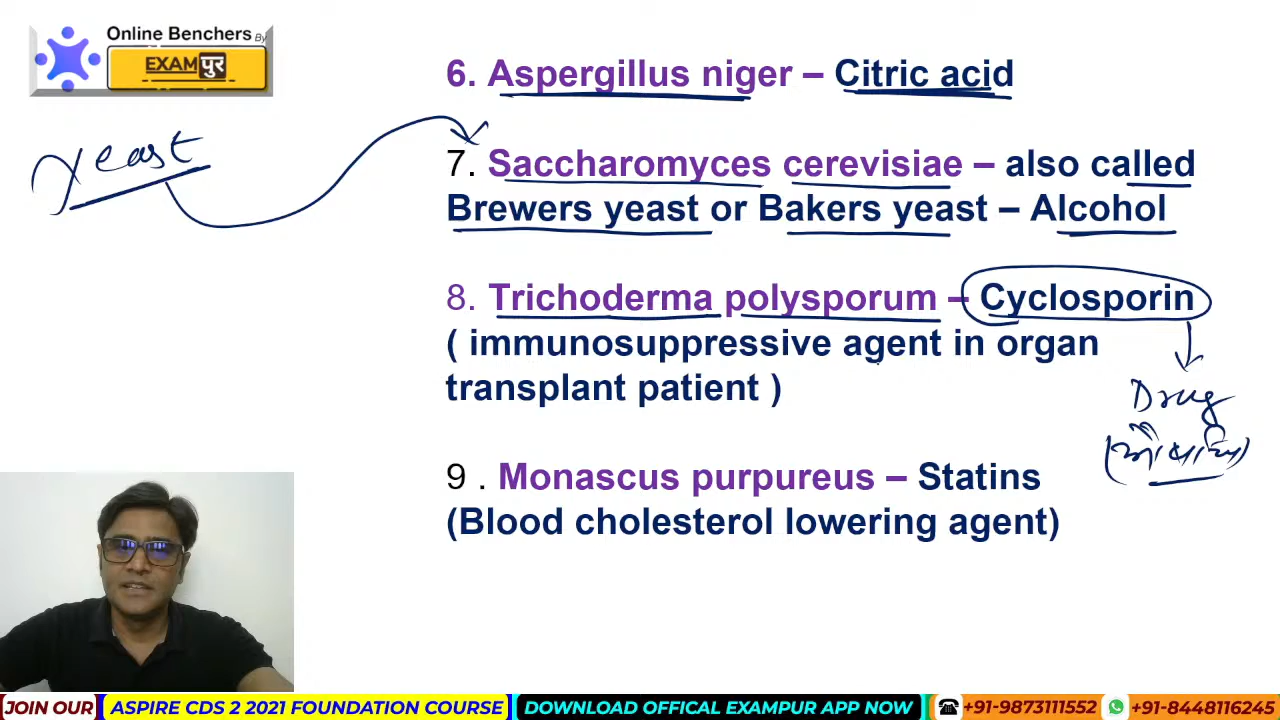 Online Benchers By
EXAMपुर
yeast
6. Aspergillus niger – Citric acid
7. Saccharomyces cerevisiae – also called
Brewers yeast or Bakers yeast – Alcohol
8. Trichoderma polysporum – Cyclosporin
( immunosuppressive agent in organ
transplant patient )
Drug
(औषधि)
9 . Monascus purpureus – Statins
(Blood cholesterol lowering agent)
JOIN OUR ASPIRE CDS 2 2021 FOUNDATION COURSE DOWNLOAD OFFICAL EXAMPUR APP NOW +91-9873111552 +91-8448116245